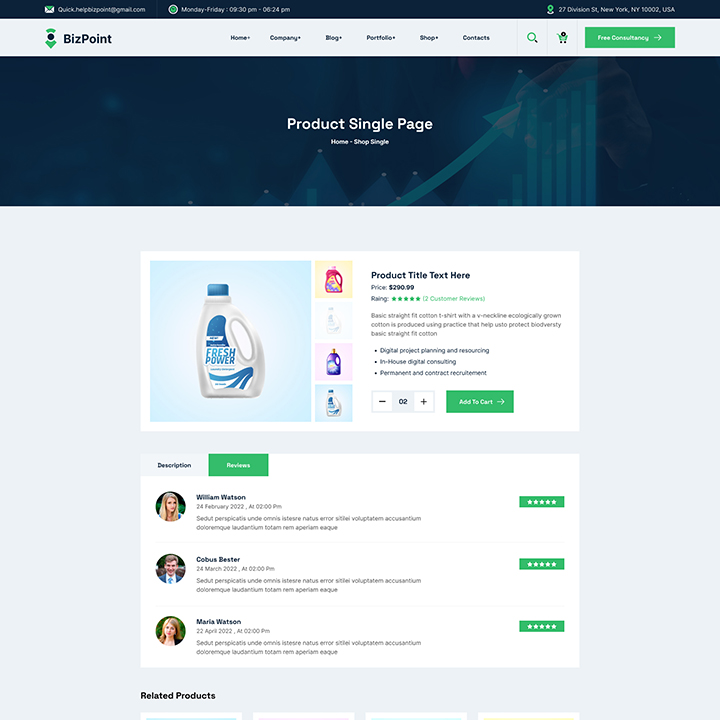 Quick.helpbizpoint@gmail.com
Monday-Friday : 09:30 pm - 06:24 pm
27 Division St, New York, NY 10002, USA
BizPoint
Home+
Company+
Blog+
Portfolio+
Shop+
Contacts
Free Consultancy
Product Single Page
Home - Shop Single
FRESH
POWER
Product Title Text Here
Price: $290.99
Raing: (2 Customer Reviews)
Basic straight fit cotton t-shirt with a v-neckline ecologically grown
cotton is produced using practice that help usto protect biodversty
basic straight fit cotton
Digital project planning and resourcing
In-House digital consulting
Permanent and contract recruitement
02
Add To Cart
Description
Reviews
William Watson
24 February 2022 , At 02:00 Pm
Sedut perspicatis unde omnis istesre natus error sitilei voluptatem accusantium
doloremque laudantium totam rem aperiam eaque
Cobus Bester
24 March 2022 , At 02:00 Pm
Sedut perspicatis unde omnis istesre natus error sitilei voluptatem accusantium
doloremque laudantium totam rem aperiam eaque
Maria Watson
22 April 2022 , At 02:00 Pm
Sedut perspicatis unde omnis istesre natus error sitilei voluptatem accusantium
doloremque laudantium totam rem aperiam eaque
Related Products